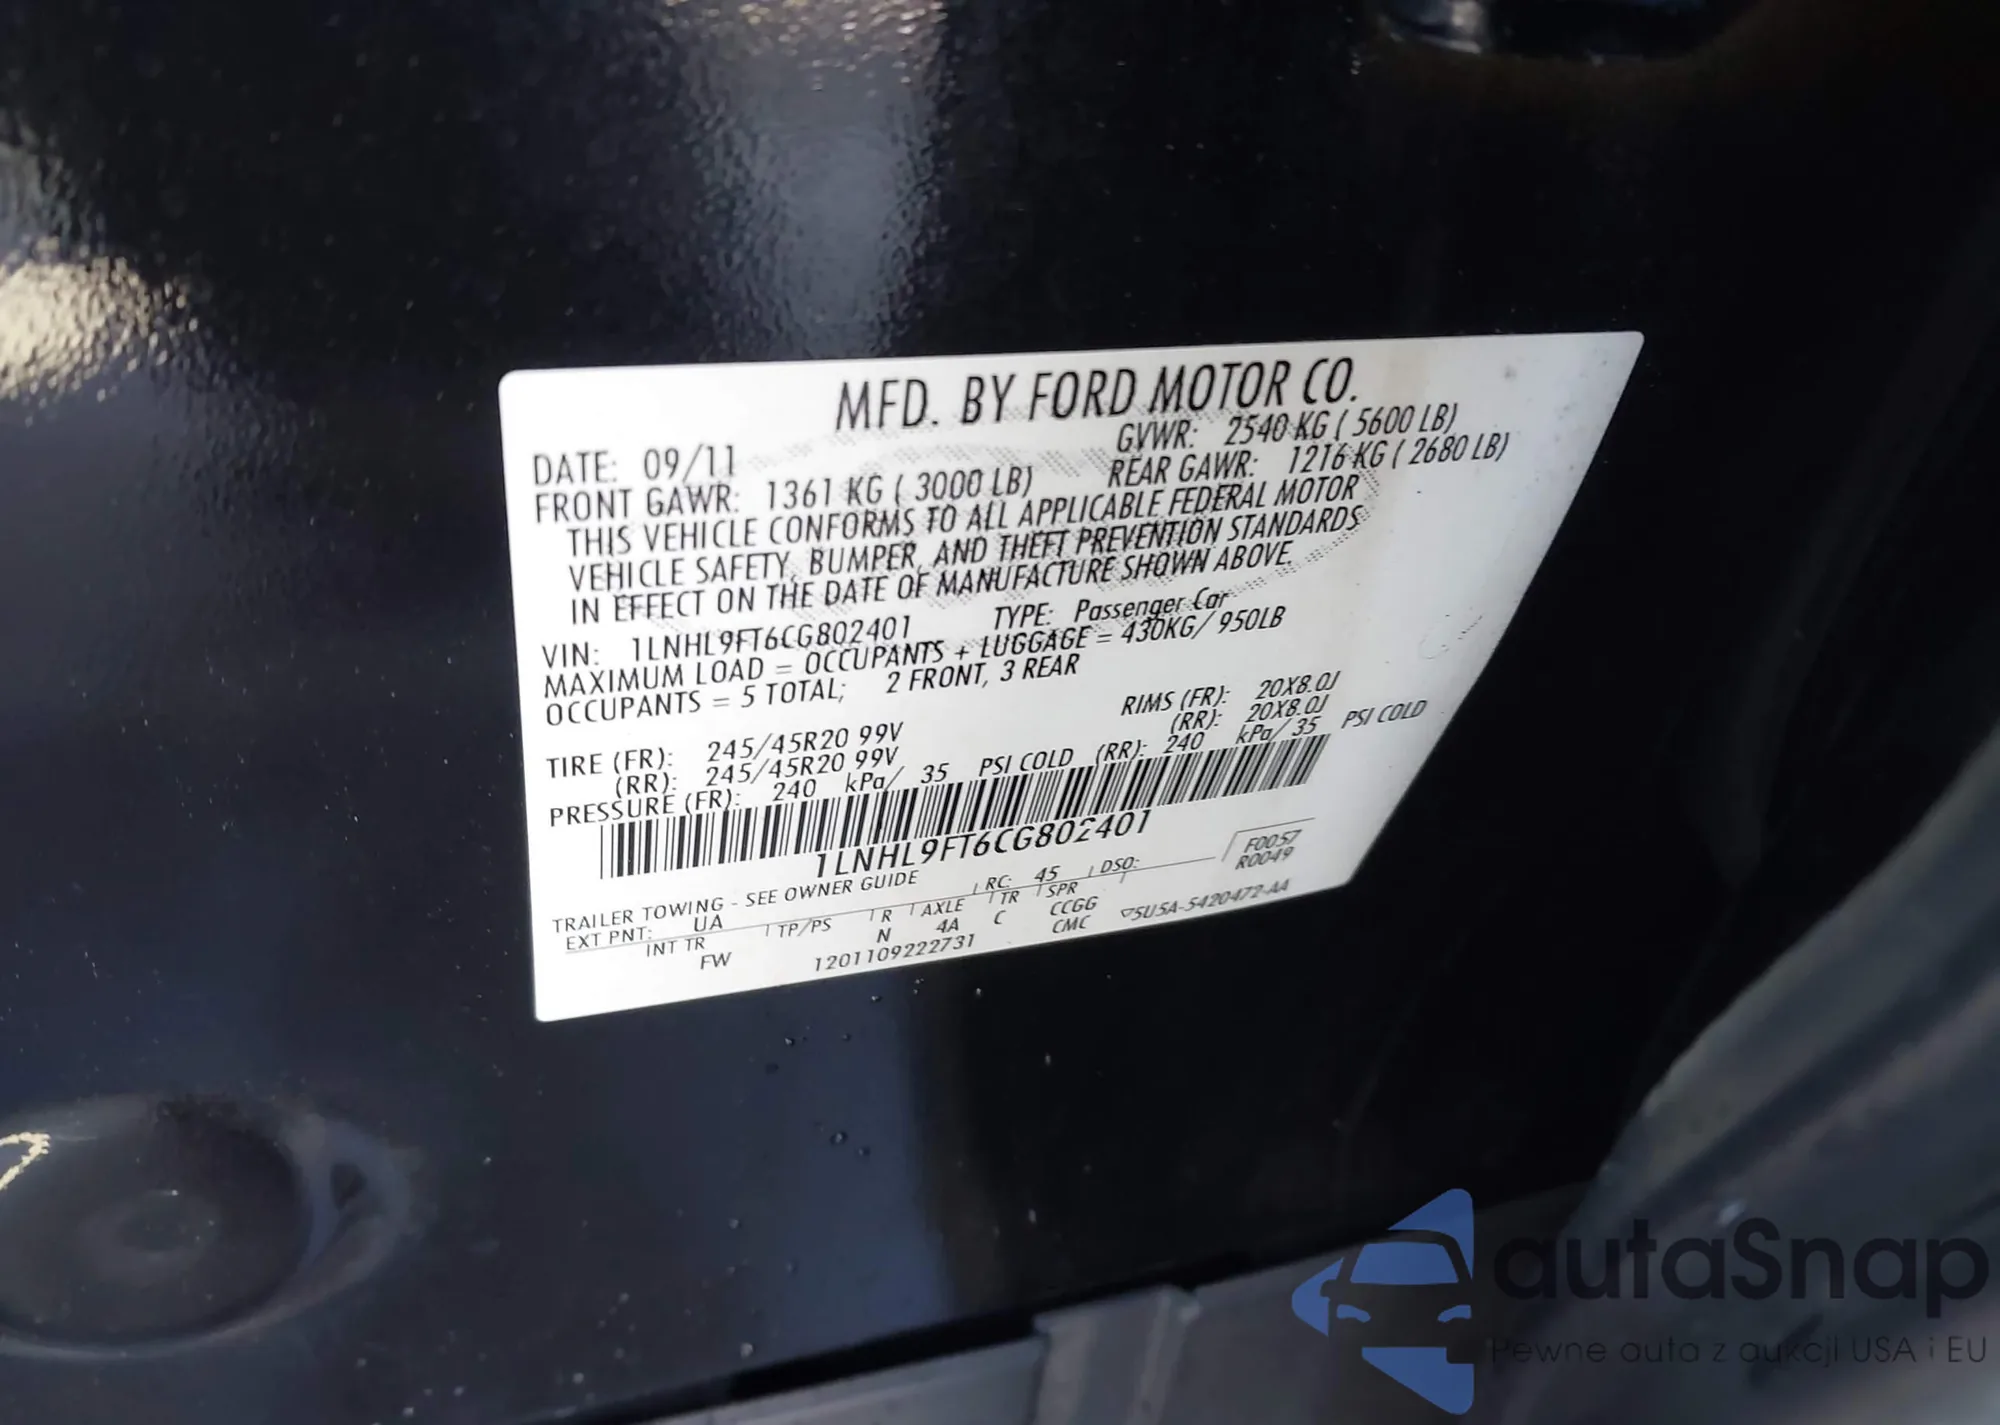 MFD. BY FORD MOTOR CO.
DATE: 09/11 GVWR: 2540 KG ( 5600 LB)
FRONT GAWR: 1361 KG ( 3000 LB) REAR GAWR: 1216 KG ( 2680 LB)
THIS VEHICLE CONFORMS TO ALL APPLICABLE FEDERAL MOTOR
VEHICLE SAFETY, BUMPER, AND THEFT PREVENTION STANDARDS
IN EFFECT ON THE DATE OF MANUFACTURE SHOWN ABOVE.
VIN: 1LNHL9FT6CG802401 TYPE: Passenger Car
MAXIMUM LOAD = OCCUPANTS + LUGGAGE = 430KG/ 950LB
OCCUPANTS = 5 TOTAL; 2 FRONT, 3 REAR
TIRE (FR): 245/45R20 99V RIMS (FR): 20X8.0J
(RR): 245/45R20 99V (RR): 20X8.0J
PRESSURE (FR): 240 kPa/ 35 PSI COLD (RR): 240 kPa/ 35 PSI COLD
1LNHL9FT6CG802401
TRAILER TOWING - SEE OWNER GUIDE
F0057
R0049
EXT PNT: UA RC: 45 DSO:
INT TR TP/PS R AXLE TR SPR
FW N 4A C CCGG
CMC
1201109222731
5U5A-5420472-AA
autaSnap
Pewne auta z aukcji USA i EU